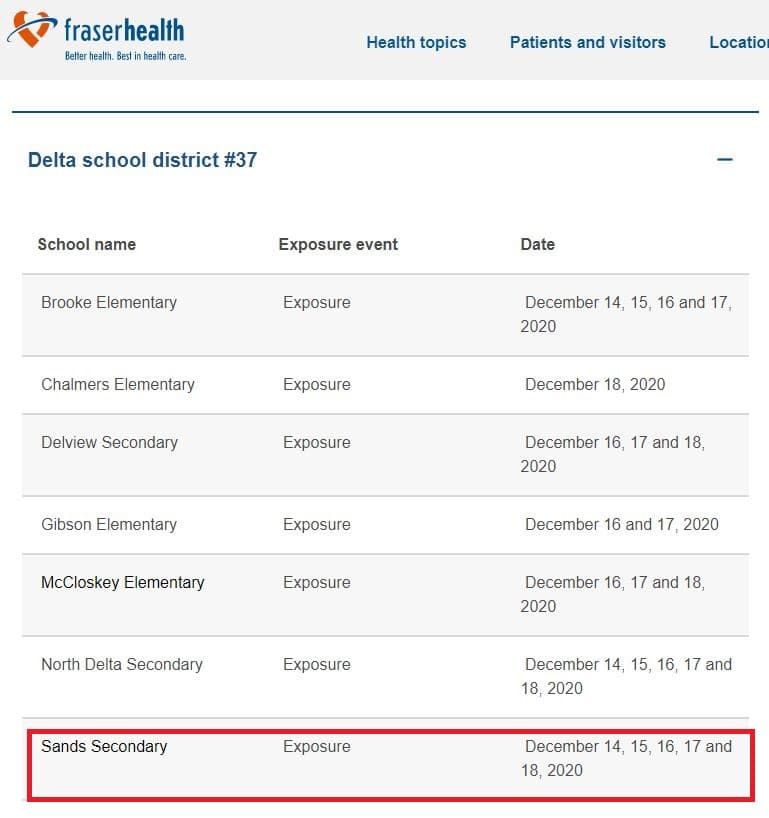 fraserhealth
Better health. Best in health care.
Health topics Patients and visitors Location
Delta school district #37
School name Exposure event Date
Brooke Elementary Exposure December 14, 15, 16 and 17,
2020
Chalmers Elementary Exposure December 18, 2020
Delview Secondary Exposure December 16, 17 and 18,
2020
Gibson Elementary Exposure December 16 and 17, 2020
McCloskey Elementary Exposure December 16, 17 and 18,
2020
North Delta Secondary Exposure December 14, 15, 16, 17 and
18, 2020
Sands Secondary Exposure December 14, 15, 16, 17 and
18, 2020